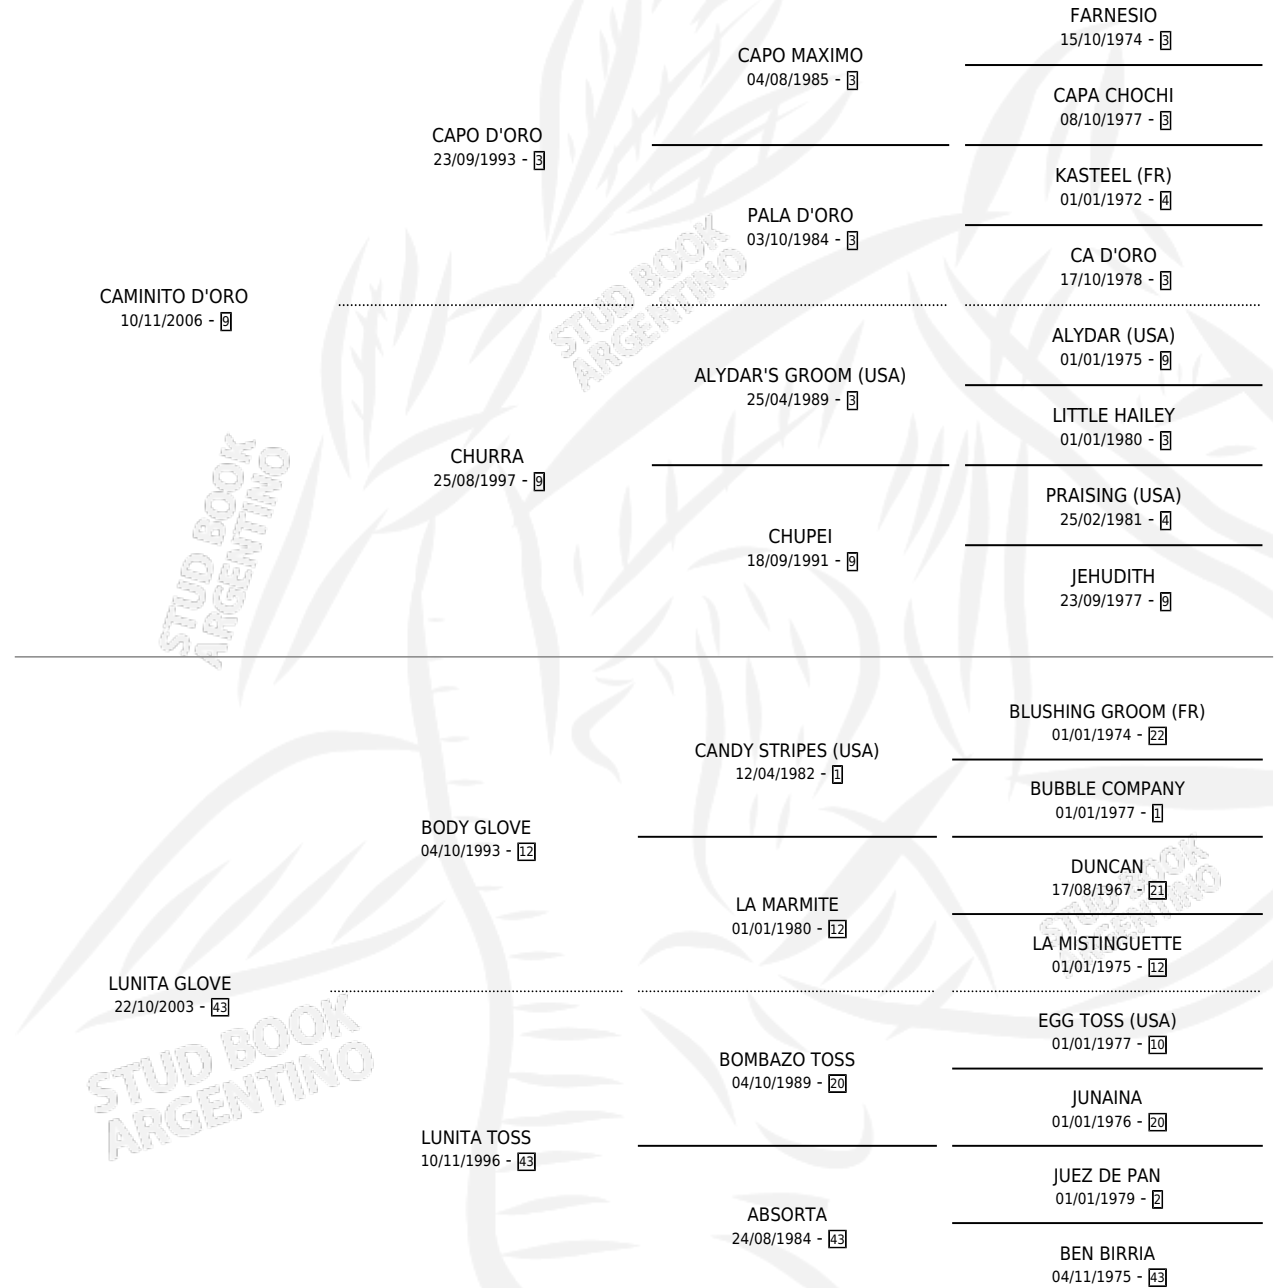 FARNESIO
15/10/1974 - 3
CAPO MAXIMO
04/08/1985 - 3
CAPA CHOCHI
08/10/1977 - 3
CAPO D'ORO
23/09/1993 - 3
KASTEEL (FR)
01/01/1972 - 4
PALA D'ORO
03/10/1984 - 3
CA D'ORO
17/10/1978 - 3
CAMINITO D'ORO
10/11/2006 - 9
ALYDAR (USA)
01/01/1975 - 9
ALYDAR'S GROOM (USA)
25/04/1989 - 3
LITTLE HAILEY
01/01/1980 - 3
CHURRA
25/08/1997 - 9
PRAISING (USA)
25/02/1981 - 4
CHUPEI
18/09/1991 - 9
JEHUDITH
23/09/1977 - 9
BLUSHING GROOM (FR)
01/01/1974 - 22
CANDY STRIPES (USA)
12/04/1982 - 1
BUBBLE COMPANY
01/01/1977 - 1
BODY GLOVE
04/10/1993 - 12
DUNCAN
17/08/1967 - 21
LA MARMITE
01/01/1980 - 12
LA MISTINGUETTE
01/01/1975 - 12
LUNITA GLOVE
22/10/2003 - 43
EGG TOSS (USA)
01/01/1977 - 10
BOMBAZO TOSS
04/10/1989 - 20
JUNAINA
01/01/1976 - 20
LUNITA TOSS
10/11/1996 - 43
JUEZ DE PAN
01/01/1979 - 2
ABSORTA
24/08/1984 - 43
BEN BIRRIA
04/11/1975 - 43
STUD BOOK
ARGENTINO
STUD BOOK
ARGENTINO
STUD BOOK
ARGENTINO
STUD BOOK
ARGENTINO